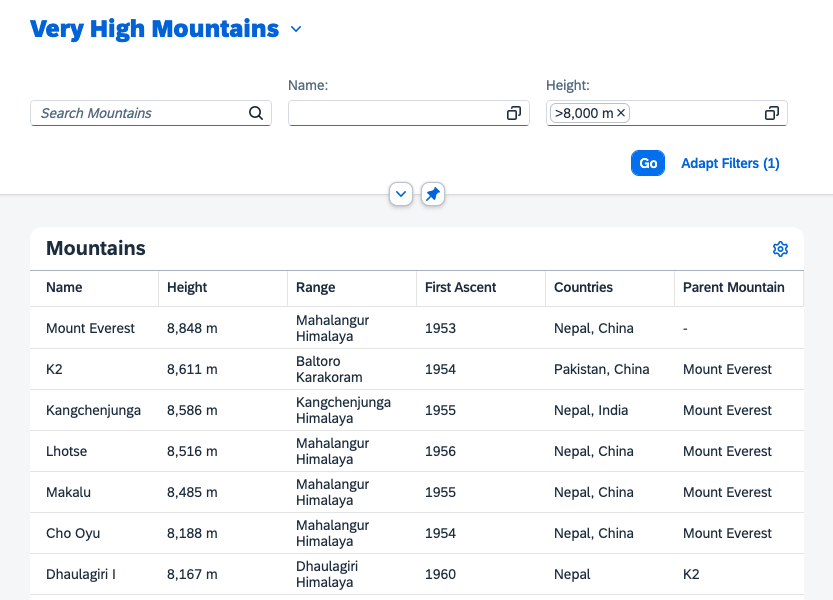 Very High Mountains
Name:
Height:
Search Mountains
>8,000 m
Go
Adapt Filters (1)
Mountains
Name Height Range First Ascent Countries Parent Mountain
Mount Everest 8,848 m Mahalangur Himalaya 1953 Nepal, China -
K2 8,611 m Baltoro Karakoram 1954 Pakistan, China Mount Everest
Kangchenjunga 8,586 m Kangchenjunga Himalaya 1955 Nepal, India Mount Everest
Lhotse 8,516 m Mahalangur Himalaya 1956 Nepal, China Mount Everest
Makalu 8,485 m Mahalangur Himalaya 1955 Nepal, China Mount Everest
Cho Oyu 8,188 m Mahalangur Himalaya 1954 Nepal, China Mount Everest
Dhaulagiri I 8,167 m Dhaulagiri Himalaya 1960 Nepal K2